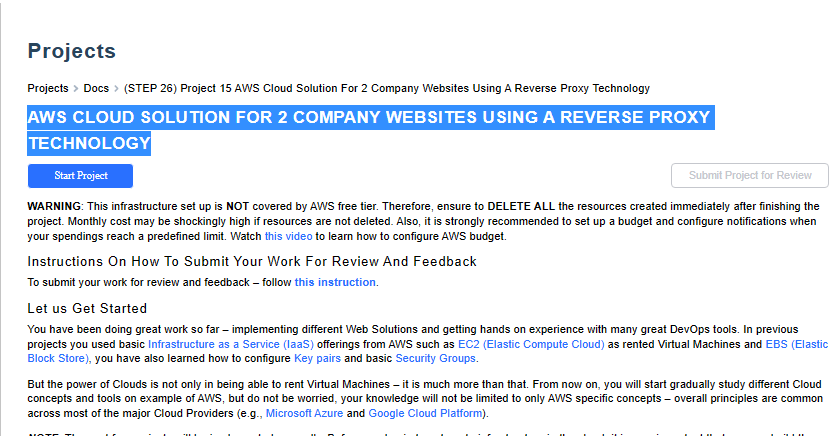 Projects
Projects > Docs > (STEP 26) Project 15 AWS Cloud Solution For 2 Company Websites Using A Reverse Proxy Technology
AWS CLOUD SOLUTION FOR 2 COMPANY WEBSITES USING A REVERSE PROXY
TECHNOLOGY
Start Project
Submit Project for Review
WARNING: This infrastructure set up is NOT covered by AWS free tier. Therefore, ensure to DELETE ALL the resources created immediately after finishing the
project. Monthly cost may be shockingly high if resources are not deleted. Also, it is strongly recommended to set up a budget and configure notifications when
your spendings reach a predefined limit. Watch this video to learn how to configure AWS budget.
Instructions On How To Submit Your Work For Review And Feedback
To submit your work for review and feedback – follow this instruction.
Let us Get Started
You have been doing great work so far – implementing different Web Solutions and getting hands on experience with many great DevOps tools. In previous
projects you used basic Infrastructure as a Service (IaaS) offerings from AWS such as EC2 (Elastic Compute Cloud) as rented Virtual Machines and EBS (Elastic
Block Store), you have also learned how to configure Key pairs and basic Security Groups.
But the power of Clouds is not only in being able to rent Virtual Machines – it is much more than that. From now on, you will start gradually study different Cloud
concepts and tools on example of AWS, but do not be worried, your knowledge will not be limited to only AWS specific concepts – overall principles are common
across most of the major Cloud Providers (e.g., Microsoft Azure and Google Cloud Platform).